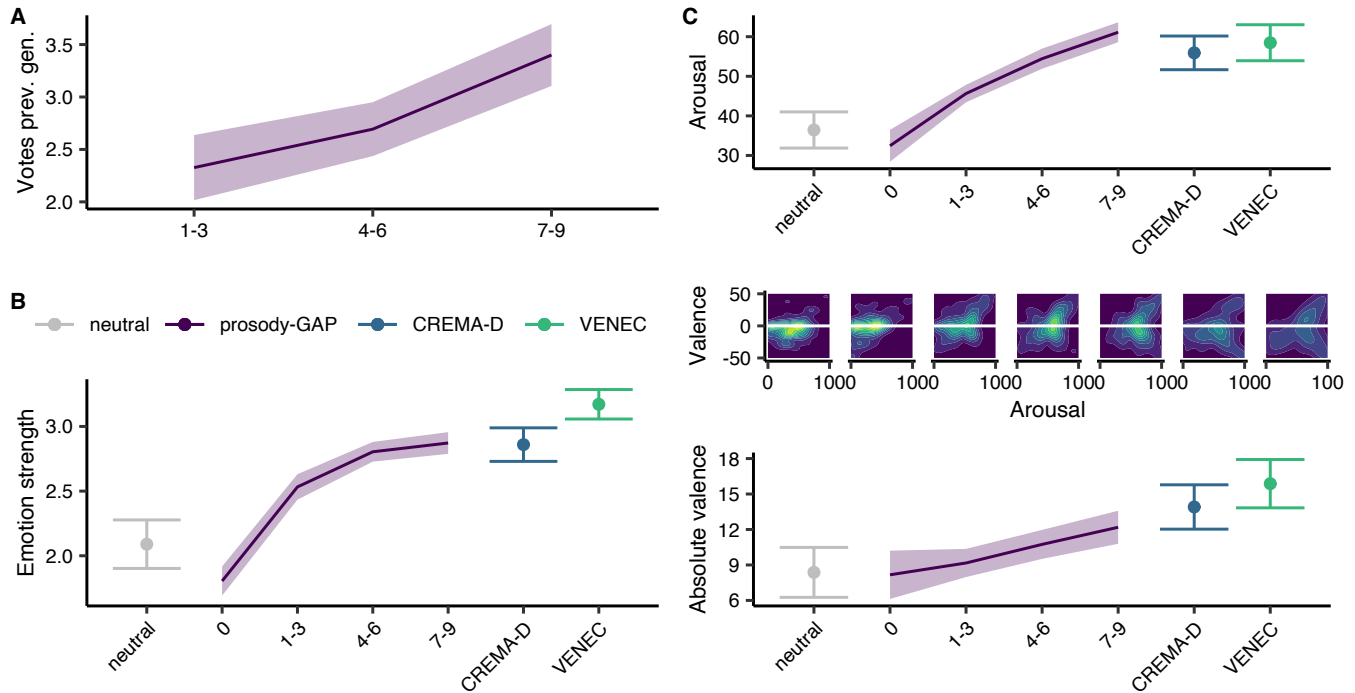 A
Votes prev. gen.
3.5
3.0
2.5
2.0
1-3 4-6 7-9
B
neutral prosody-GAP CREMA-D VENEC
Emotion strength
3.0
2.5
2.0
neutral 0 1-3 4-6 7-9 CREMA-D VENEC
C
Arousal
60
50
40
30
neutral 0 1-3 4-6 7-9 CREMA-D VENEC
Valence
50
0
-50
0 1000 1000 1000 1000 1000 1000 100
Arousal
Absolute valence
18
15
12
9
6
neutral 0 1-3 4-6 7-9 CREMA-D VENEC